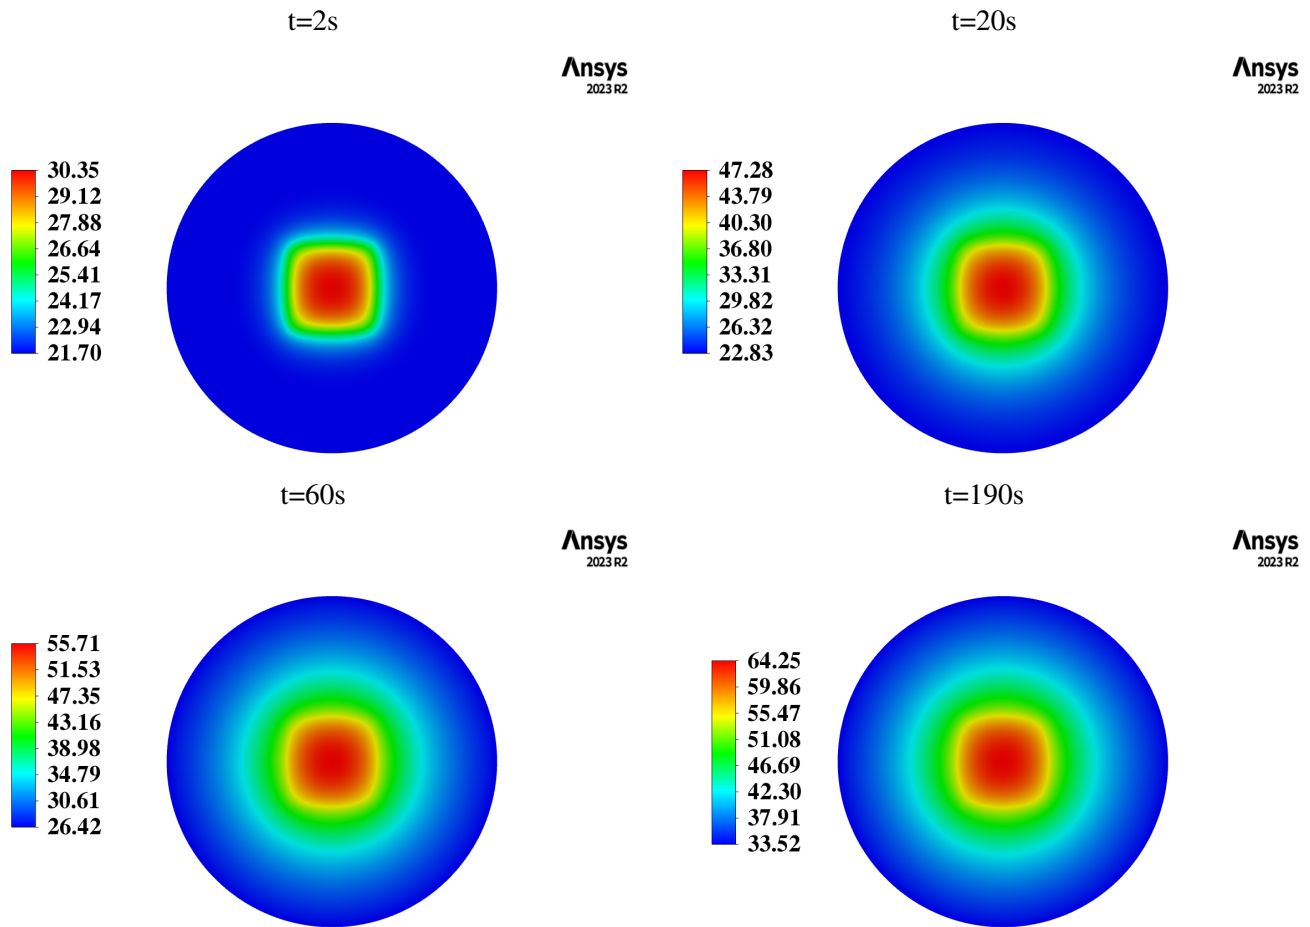 t=2s
Ansys
2023 R2
30.35
29.12
27.88
26.64
25.41
24.17
22.94
21.70
t=20s
Ansys
2023 R2
47.28
43.79
40.30
36.80
33.31
29.82
26.32
22.83
t=60s
Ansys
2023 R2
55.71
51.53
47.35
43.16
38.98
34.79
30.61
26.42
t=190s
Ansys
2023 R2
64.25
59.86
55.47
51.08
46.69
42.30
37.91
33.52